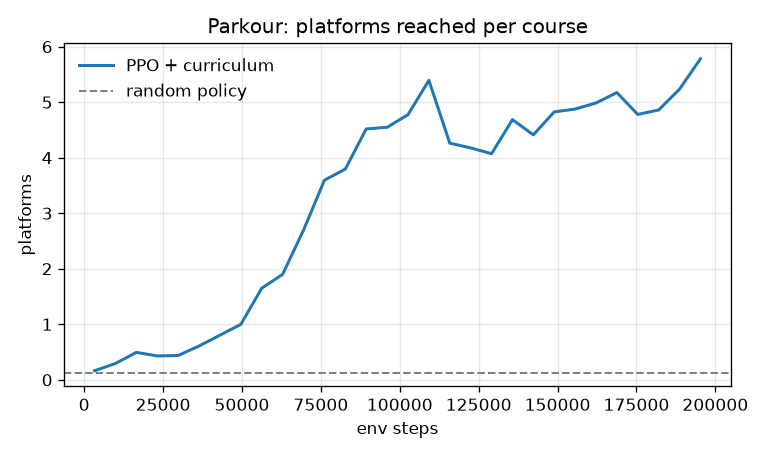 Parkour: platforms reached per course
PPO + curriculum
random policy
6
5
4
3
2
1
0
platforms
0 25000 50000 75000 100000 125000 150000 175000 200000
env steps